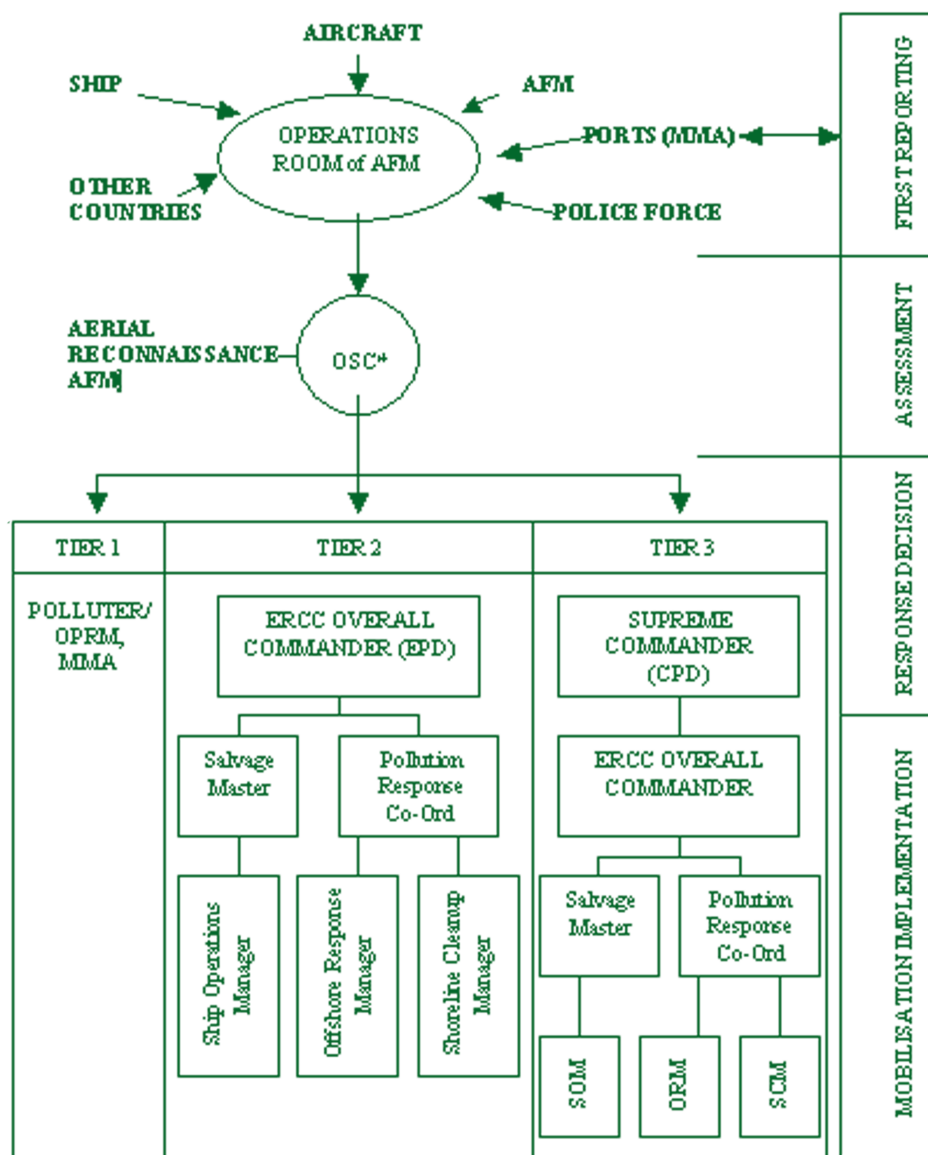 AIRCRAFT
SHIP
AFM
OPERATIONS
ROOM of AFM
PORTS (MMA)
OTHER
COUNTRIES
POLICE FORCE
FIRST REPORTING
AERIAL
RECONNAISSANCE
AFM]
OSC*
ASSESSMENT
RESPONSE DECISION
TIER 1
TIER 2
TIER 3
POLLUTER/
OPRM,
MMA
ERCC OVERALL
COMMANDER (EPD)
SUPREME
COMMANDER
(CPD)
Salvage
Master
Pollution
Response
Co-Ord
ERCC OVERALL
COMMANDER
MOBILISATION IMPLEMENTATION
Ship Operations
Manager
Offshore Response
Manager
Shoreline Cleanup
Manager
Salvage
Master
Pollution
Response
Co-Ord
SOM
ORM
SCM